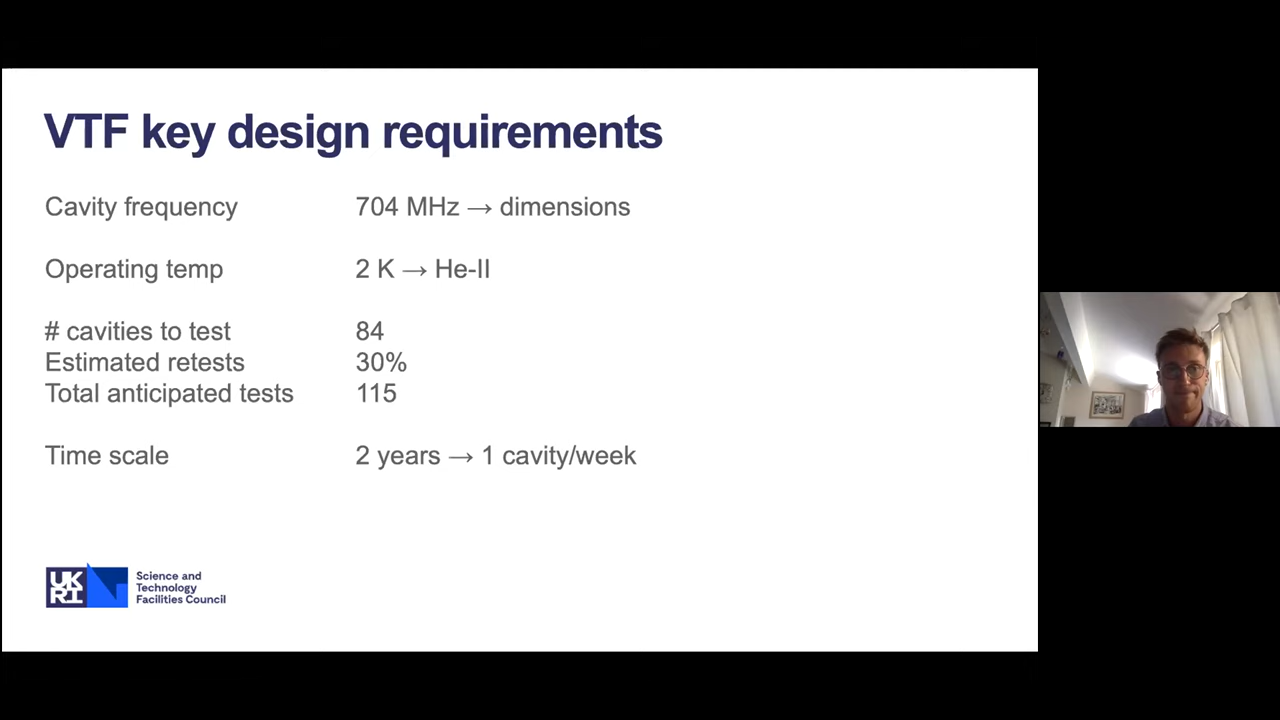 VTF key design requirements
Cavity frequency 704 MHz → dimensions
Operating temp 2 K → He-II
# cavities to test 84
Estimated retests 30%
Total anticipated tests 115
Time scale 2 years → 1 cavity/week
UK
RI
Science and
Technology
Facilities Council